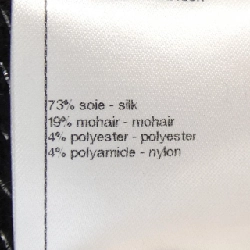 73% soie - silk
19% mohair - mohair
4% polyester - polyester
4% polyamide - nylon